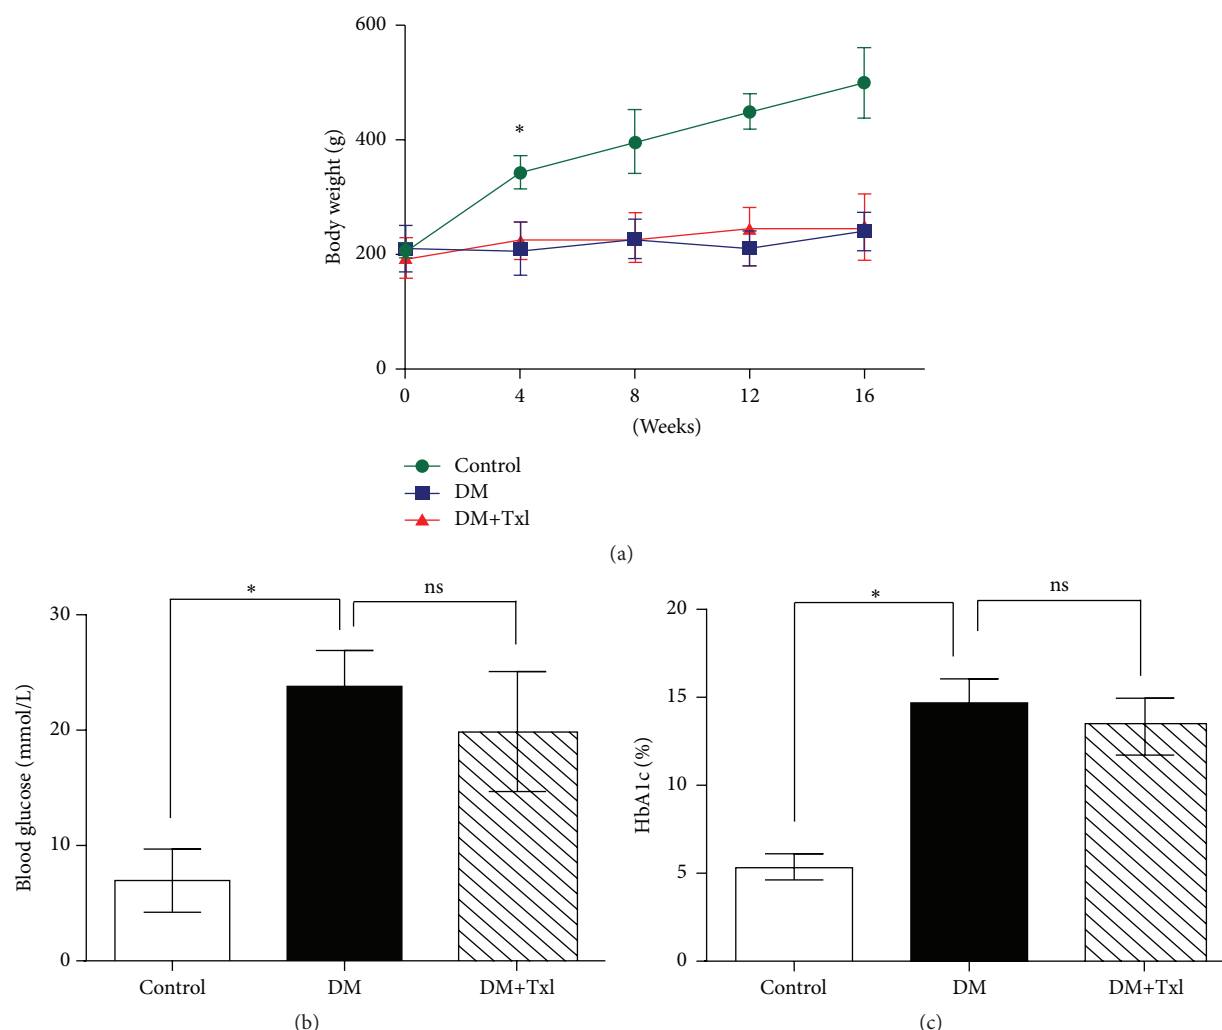 600
400
200
0
Body weight (g)
*
0 4 8 12 16
(Weeks)
Control
DM
DM+Txl
(a)
30
20
10
0
Blood glucose (mmol/L)
* ns
Control DM DM+Txl
(b)
20
15
10
5
0
HbA1c (%)
* ns
Control DM DM+Txl
(c)